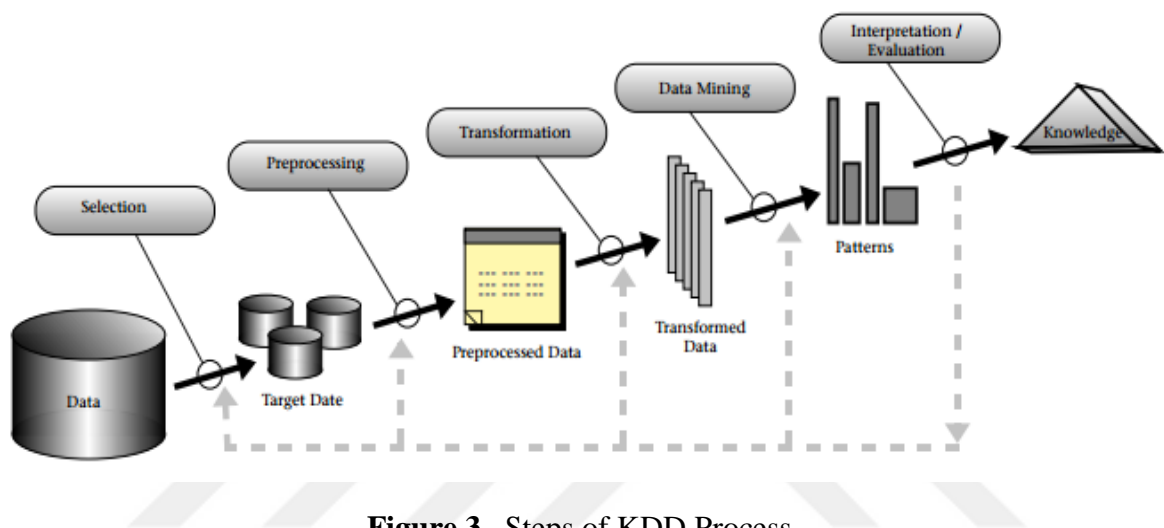 Interpretation /
Evaluation
Data Mining
Transformation
Preprocessing
Selection
Knowledge
Patterns
Transformed
Data
Preprocessed Data
Target Date
Data
Figure 3. Steps of KDD Process